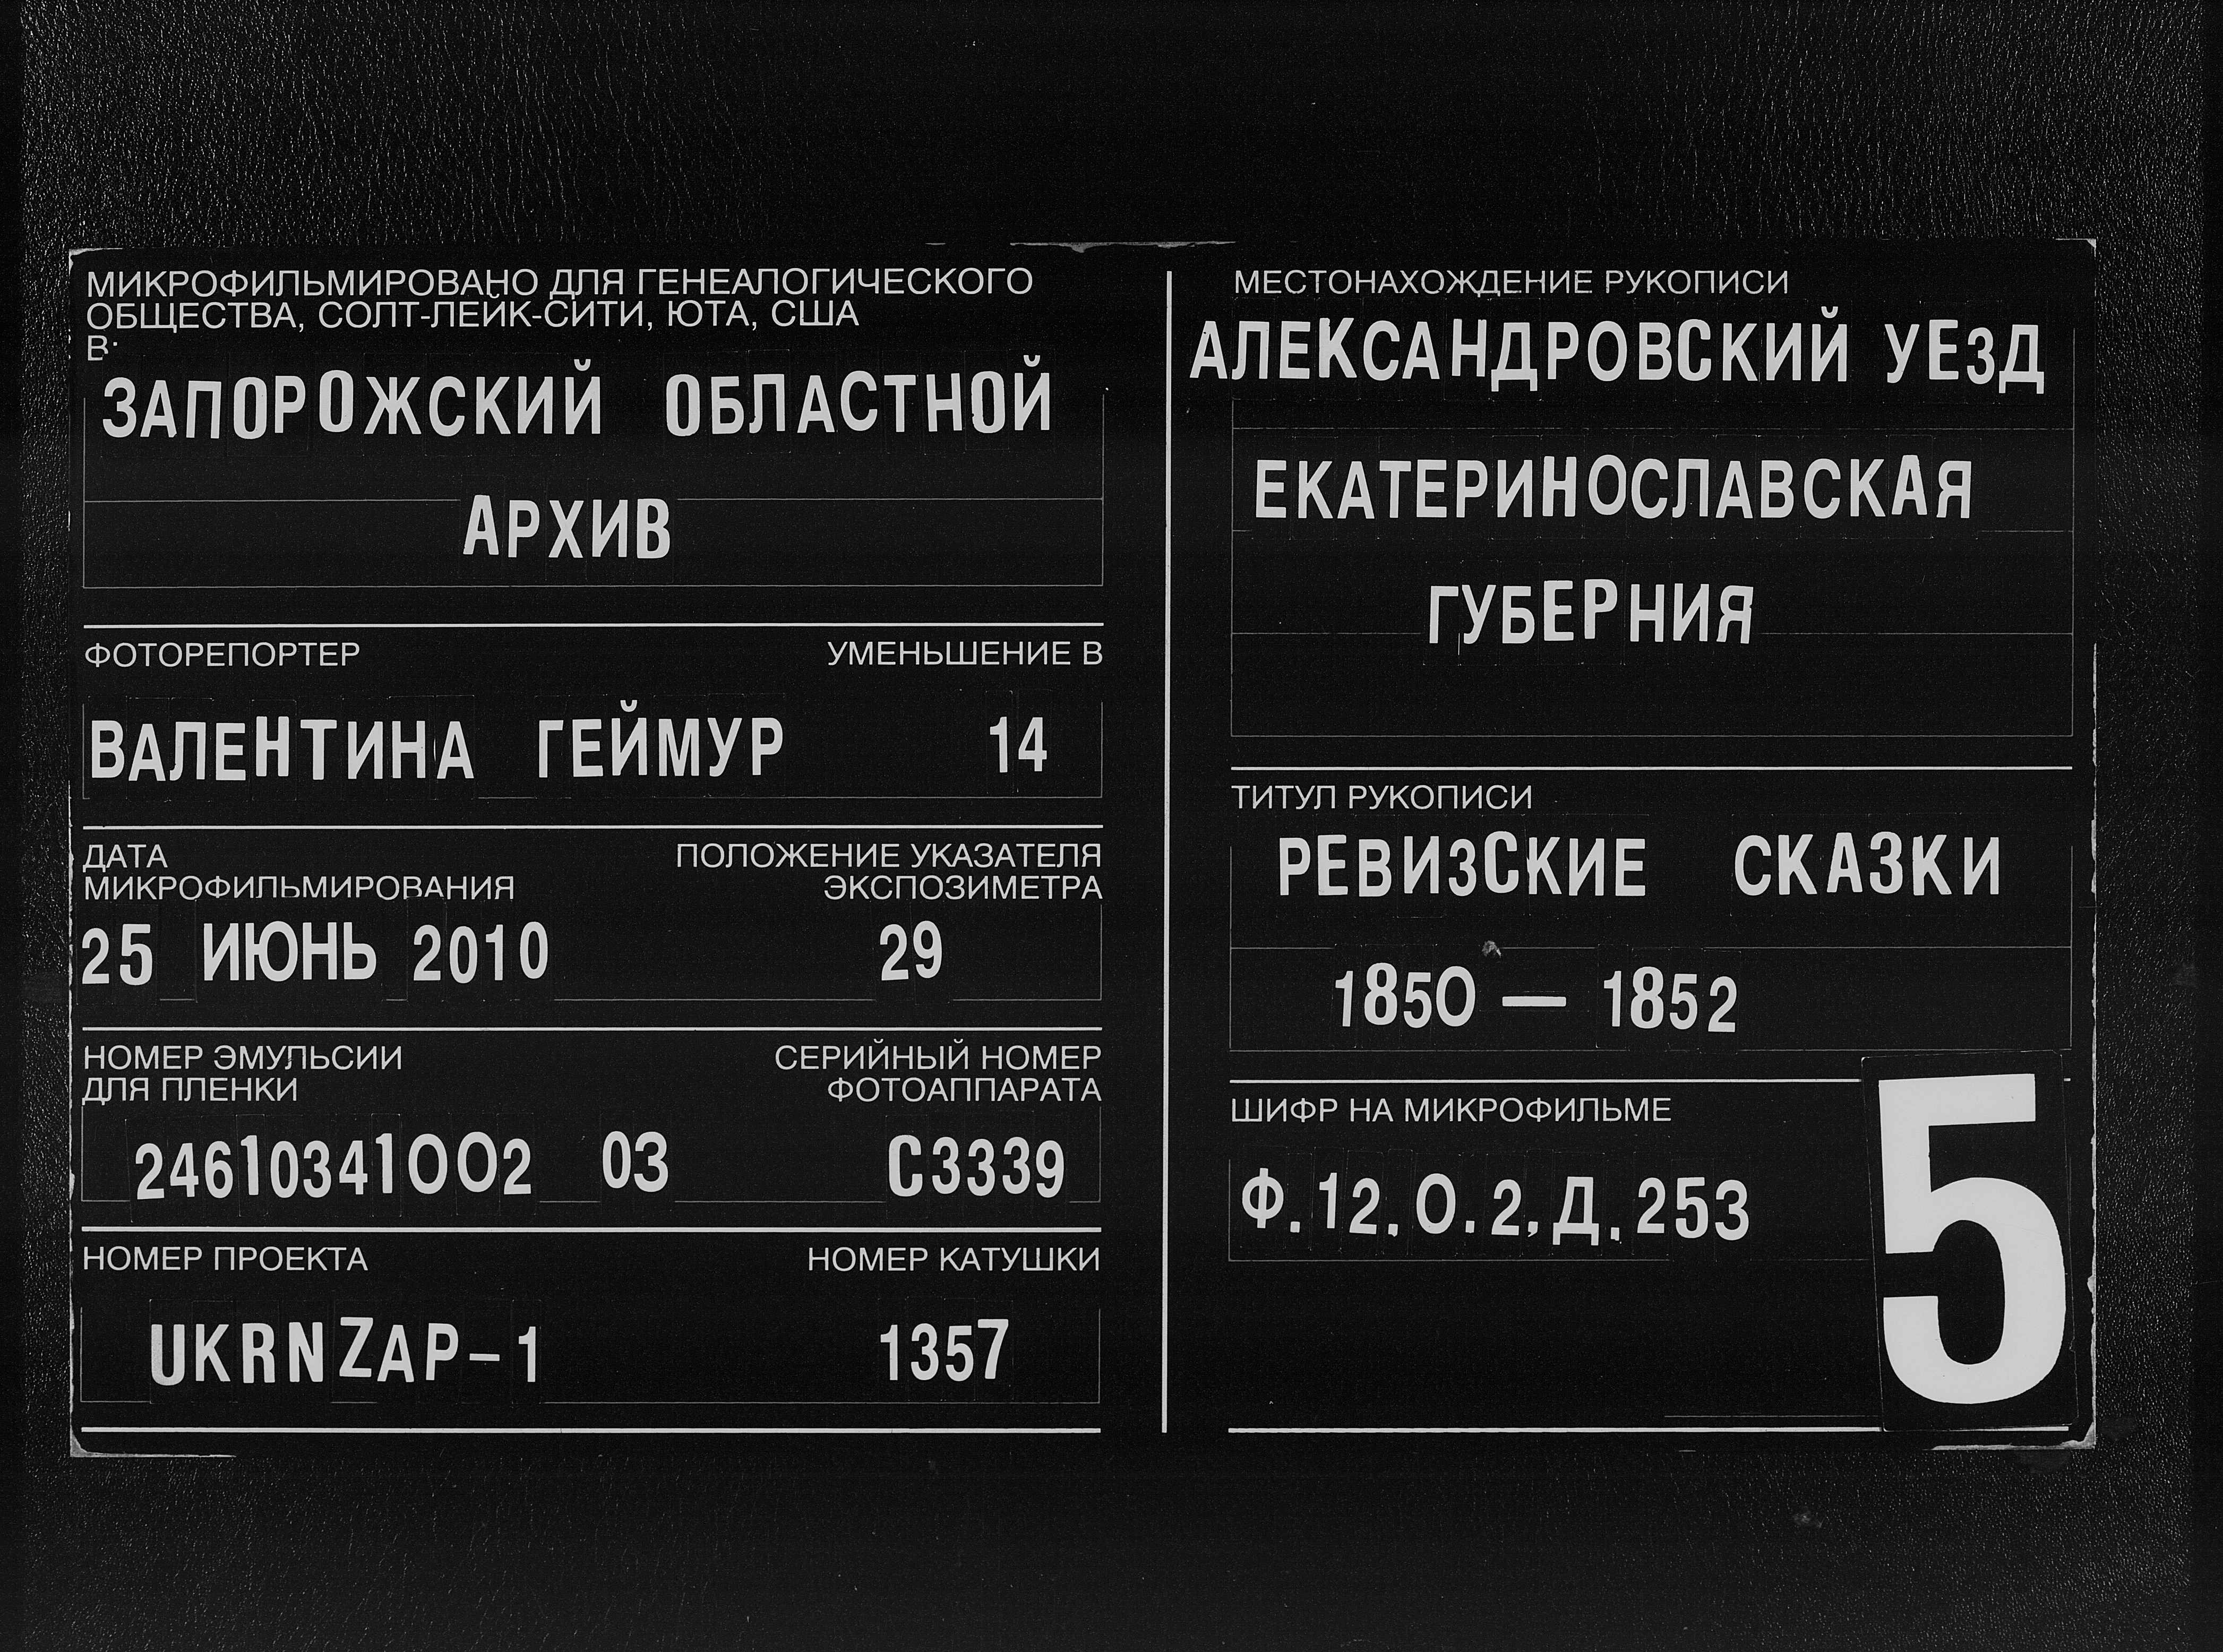 МИКРОФИЛЬМИРОВАНО ДЛЯ ГЕНЕАЛОГИЧЕСКОГО
ОБЩЕСТВА, СОЛТ-ЛЕЙК-СИТИ, ЮТА, США
В:
ЗАПОРОЖСКИЙ ОБЛАСТНОЙ
АРХИВ
ФОТОРЕПОРТЕР УМЕНЬШЕНИЕ В
ВАЛЕНТИНА ГЕЙМУР 14
ДАТА ПОЛОЖЕНИЕ УКАЗАТЕЛЯ
МИКРОФИЛЬМИРОВАНИЯ ЭКСПОЗИМЕТРА
25 ИЮНЬ 2010 29
НОМЕР ЭМУЛЬСИИ СЕРИЙНЫЙ НОМЕР
ДЛЯ ПЛЕНКИ ФОТОАППАРАТА
24610341002 03 С3339
НОМЕР ПРОЕКТА НОМЕР КАТУШКИ
UKRNZAP-1 1357
МЕСТОНАХОЖДЕНИЕ РУКОПИСИ
АЛЕКСАНДРОВСКИЙ УЕЗД
ЕКАТЕРИНОСЛАВСКАЯ
ГУБЕРНИЯ
ТИТУЛ РУКОПИСИ
РЕВИЗСКИЕ СКАЗКИ
1850 — 1852
ШИФР НА МИКРОФИЛЬМЕ
Ф.12,О.2,Д.253
5